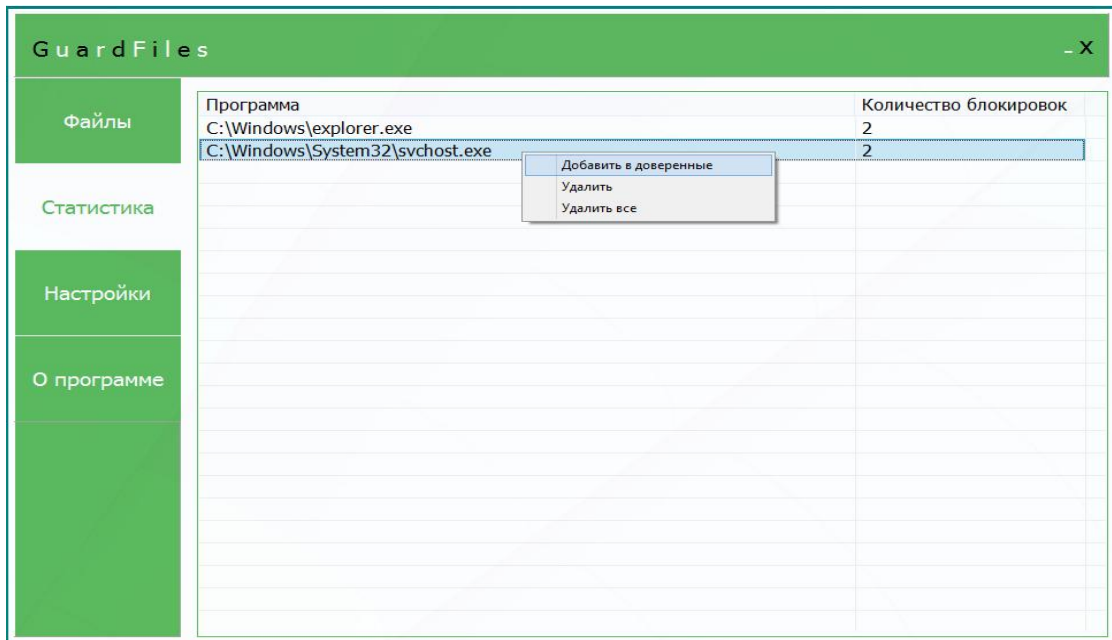 GuardFiles
_ X
Файлы
Статистика
Настройки
О программе
Программа Количество блокировок
C:\Windows\explorer.exe 2
C:\Windows\System32\svchost.exe 2
Добавить в доверенные
Удалить
Удалить все